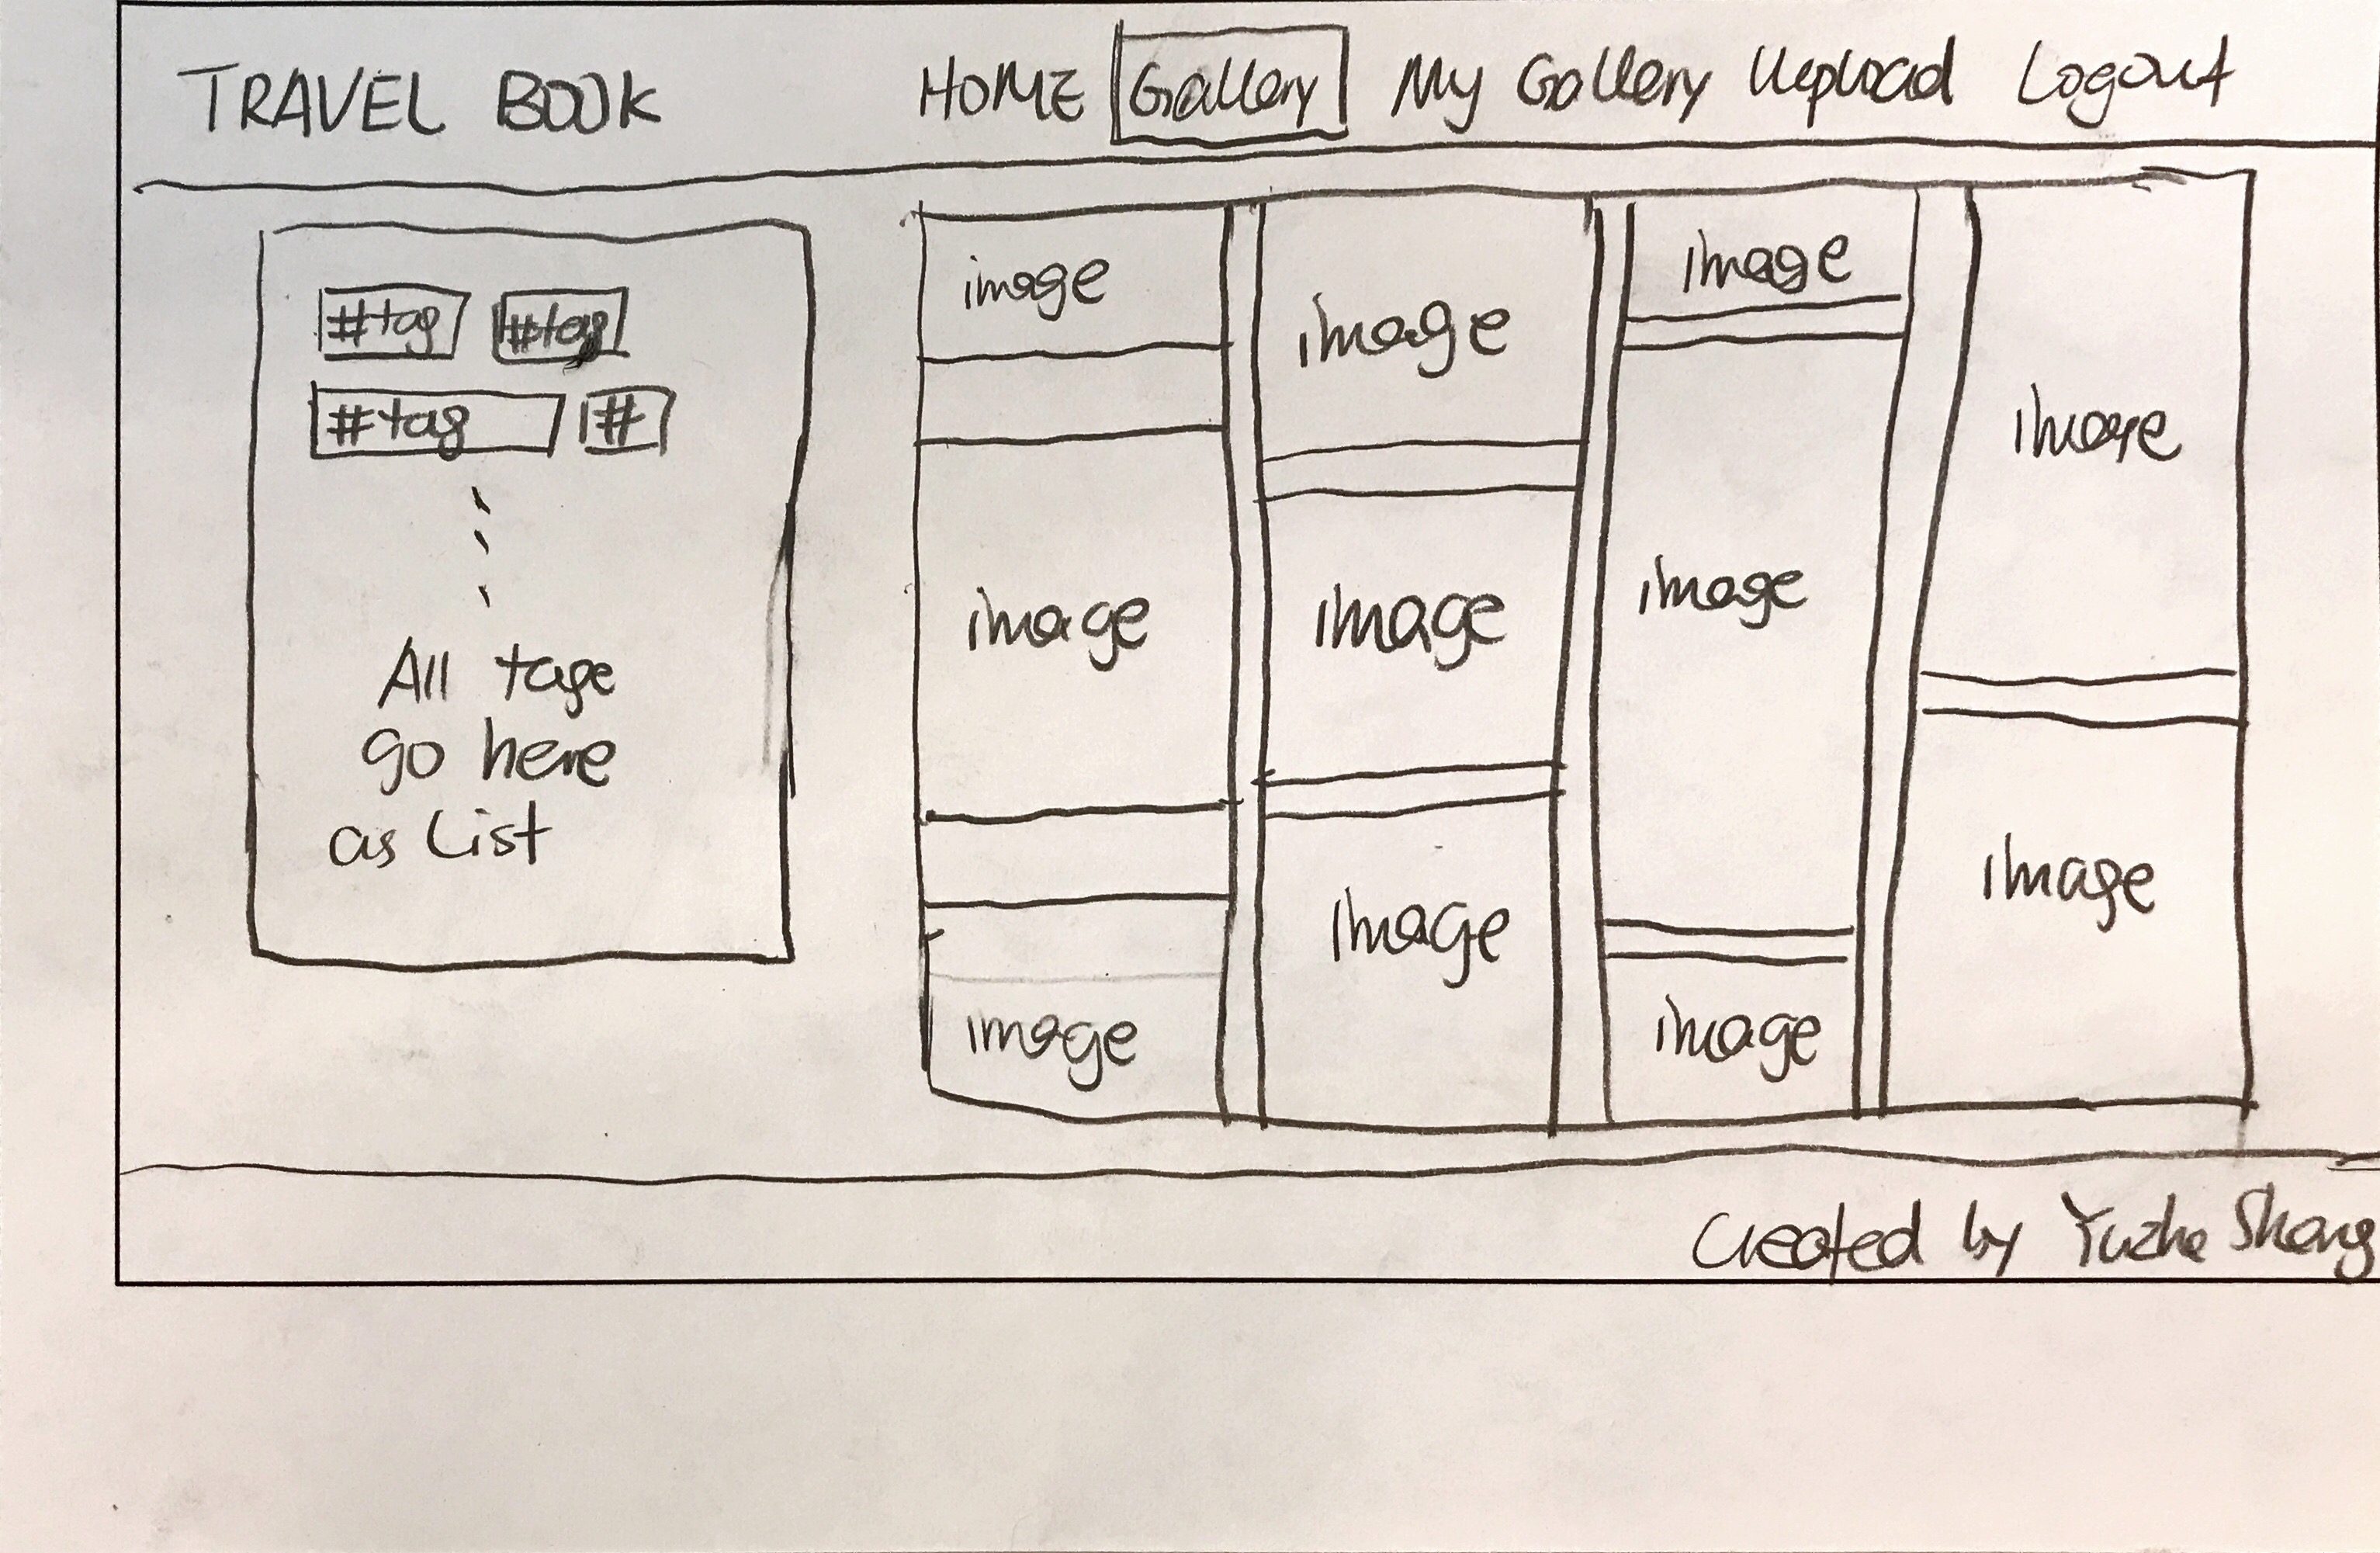 TRAVEL BOOK HOME Gallery My Gallery Upload Logout
#tag #tag
#tag #
All tags
go here
as List
image image image image
image image image
image image image image
Created by Yuzhe Sheng